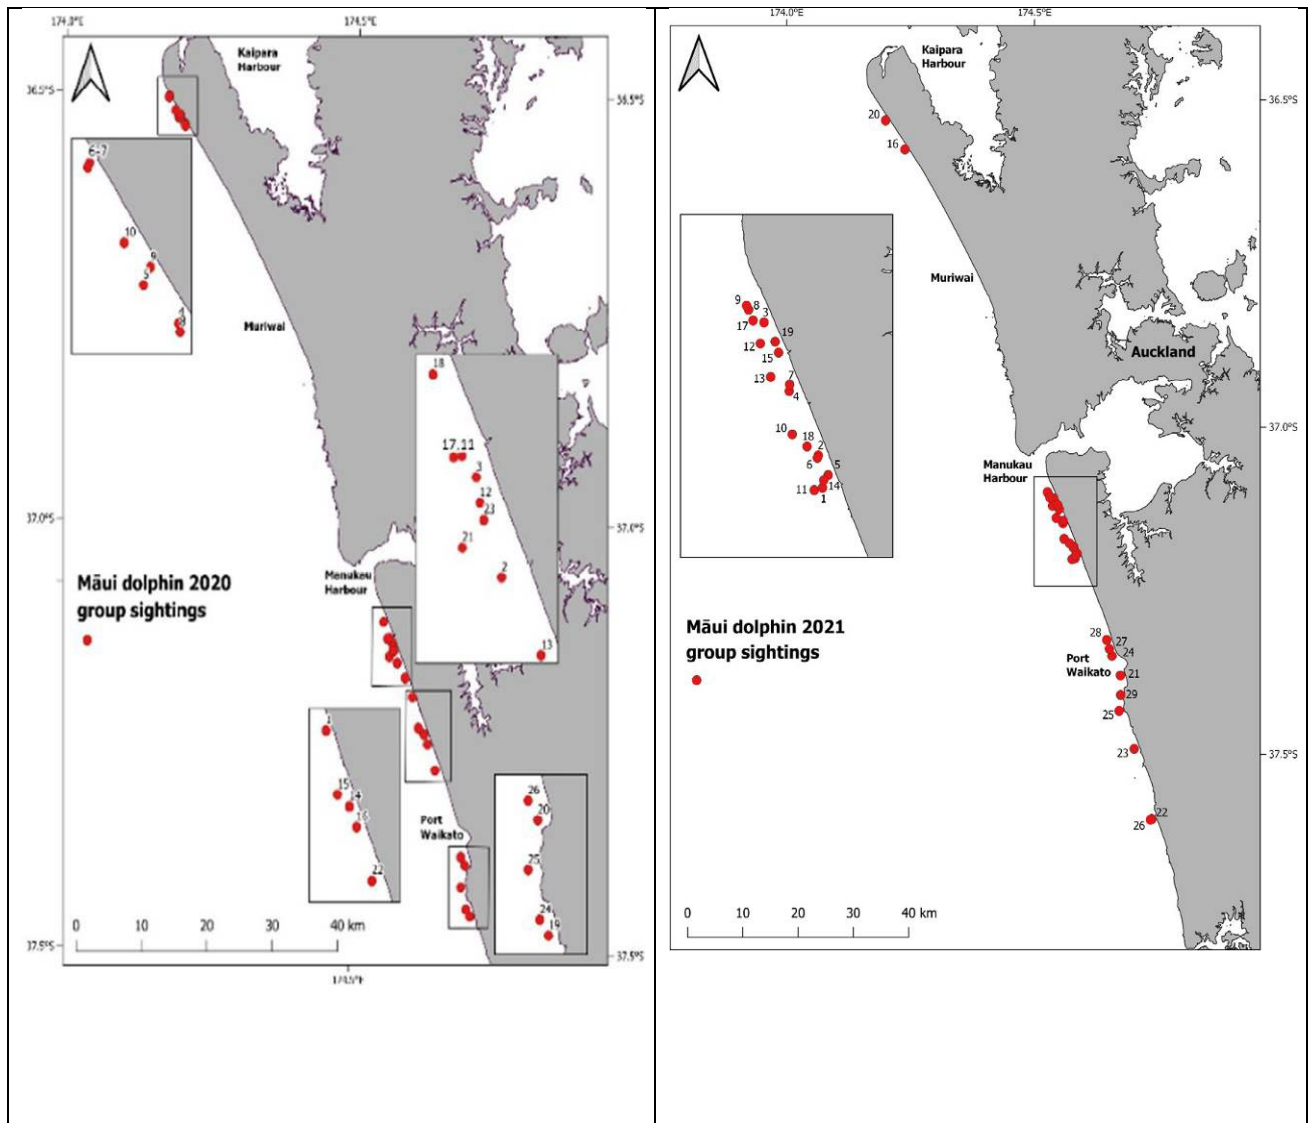 174.0°E
174.5°E
Kaipara
Harbour
36.5°S
36.5°S
6-7
10
9
5
4
8
Muriwai
18
17.11
3
12
23
21
2
13
37.0°S
37.0°S
Manukau
Harbour
Māui dolphin 2020
group sightings
1
15
14
16
22
Port
Waikato
26
20
25
24
19
0
10
20
30
40 km
37.5°S
37.5°S
174.5°E
174.0°E
174.5°E
Kaipara
Harbour
36.5°S
20
16
Muriwai
9
8
17
3
19
12
15
7
13
4
10
18
2
6
5
11
14
1
Auckland
37.0°S
Manukau
Harbour
Māui dolphin 2021
group sightings
28
27
24
Port
Waikato
21
29
25
23
37.5°S
22
26
0
10
20
30
40 km